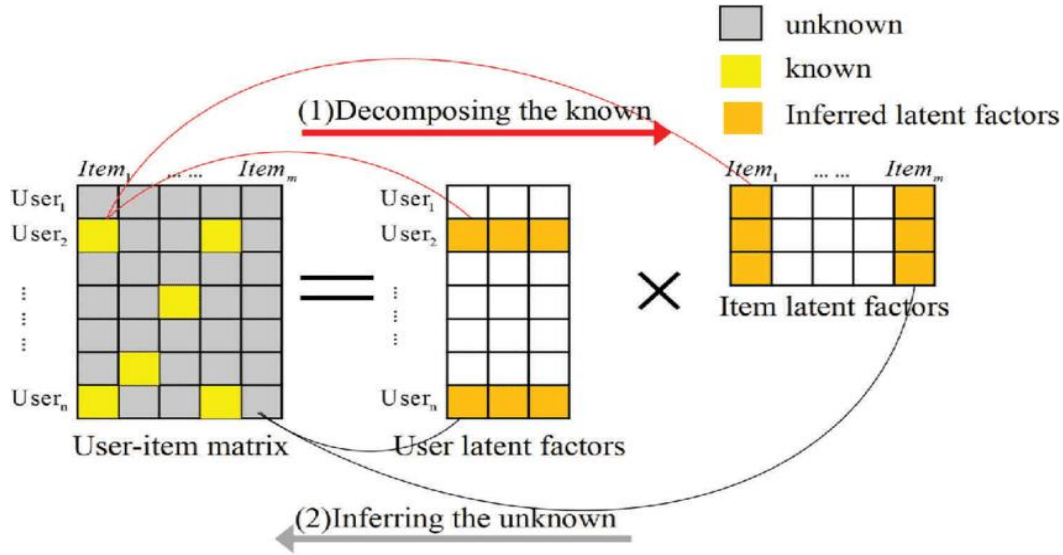 unknown
known
Inferred latent factors
(1)Decomposing the known
Item₁ ... ... Itemₘ
User₁
User₂
... ...
Userₙ
User-item matrix
User₁
User₂
... ...
Userₙ
User latent factors
Item₁ ... ... Itemₘ
Item latent factors
(2)Inferring the unknown